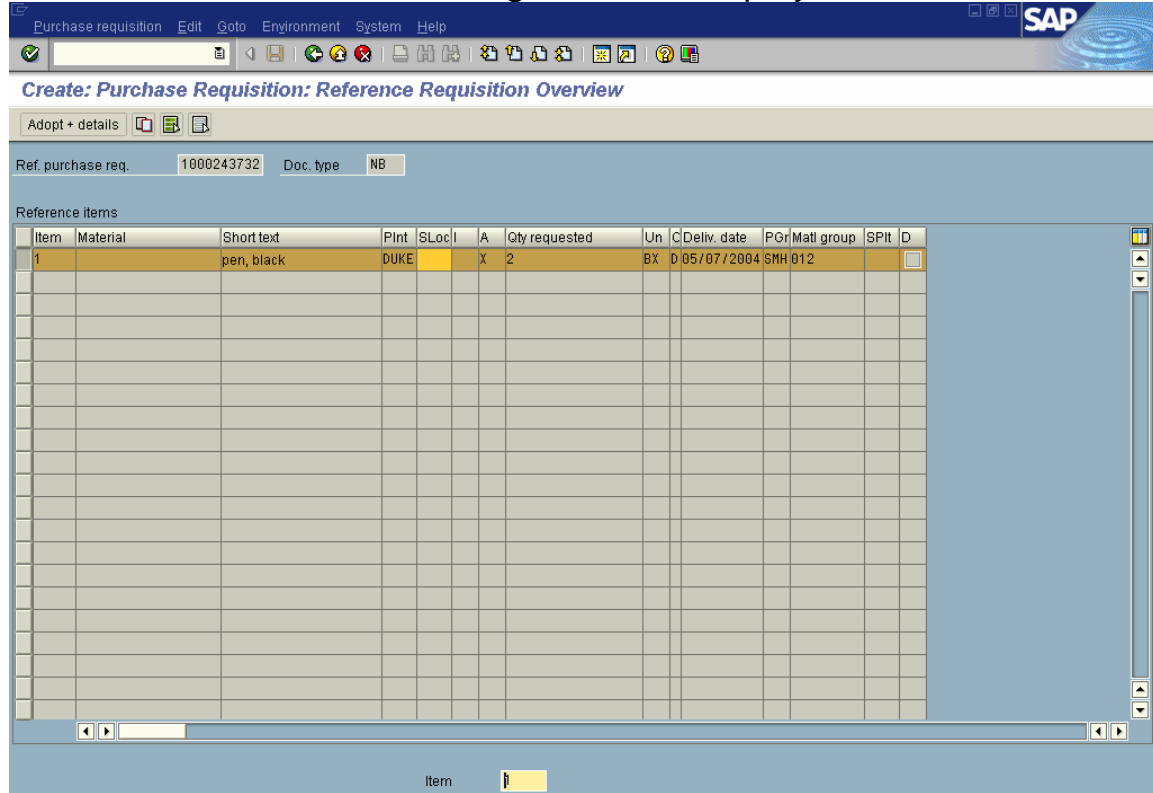 Purchase requisition Edit Goto Environment System Help
SAP
Create: Purchase Requisition: Reference Requisition Overview
Adopt + details
Ref. purchase req. 1000243732 Doc. type NB
Reference items
Item Material Short text Plnt SLoc I A Qty requested Un C Deliv. date PGr Matl group SPlt D
1 pen, black DUKE X 2 BX D 05/07/2004 SMH 012
Item 1